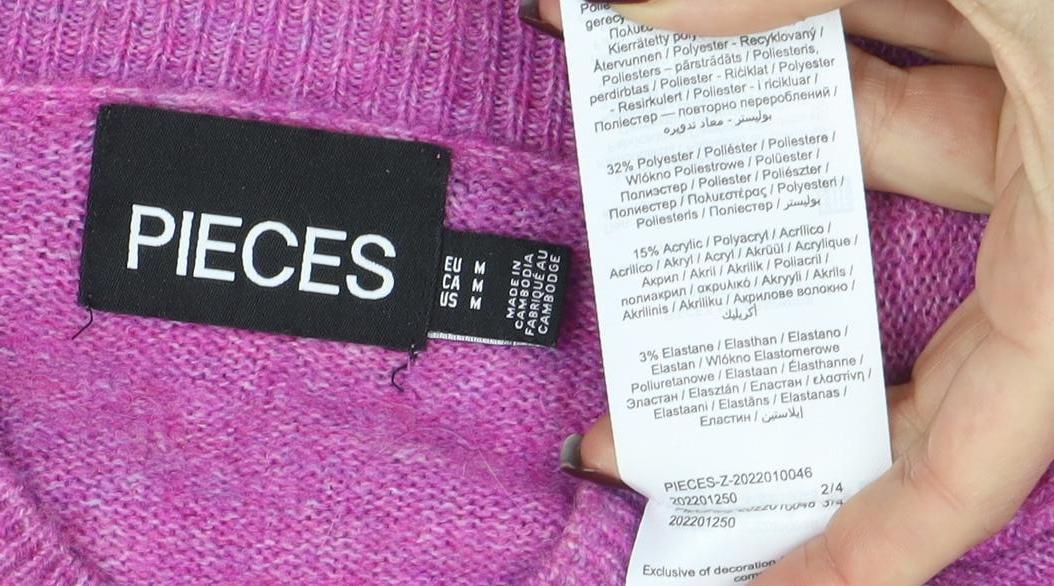 PIECES
EU M
CA M
US M
MADE IN
CAMBODIA
FABRIQUÉ AU
CAMBODGE
Kierrätetty
Återvunnen / Polyester - Recyklovaný /
Poliesters – pārstrādāts / Poliesteris,
perdirbtas / Poliester - Ričiklat / Polyester
- Resirkulert / Poliester - i ricikluar /
Поліестер — повторно перероблений /
بوليستر - معاد تدويره
32% Polyester / Poliéster / Poliestere /
Włókno Poliestrowe / Polüester /
Полиэстер / Poliester / Poliészter /
Полиестер / Πολυεστέρας / Polyesteri /
Poliesteris / Поліестер / بوليستر
15% Acrylic / Polyacryl / Acrílico /
Acrilico / Akryl / Acryl / Akrüül / Acrylique /
Акрил / Akril / Akrilik / Poliacril /
полиакрил / ακρυλικό / Akryyli / Akrils /
Akrilinis / Akriliku / Акрилове волокно /
أكريليك
3% Elastane / Elasthan / Elastano /
Elastan / Włókno Elastomerowe
Poliuretanowe / Elastaan / Élasthanne /
Эластан / Elasztán / Еластан / ελαστίνη /
Elastaani / Elastāns / Elastanas /
Еластин / إيلاستين
PIECES-Z-2022010046
202201250 2/4
3/4
202201250
Exclusive of decoration